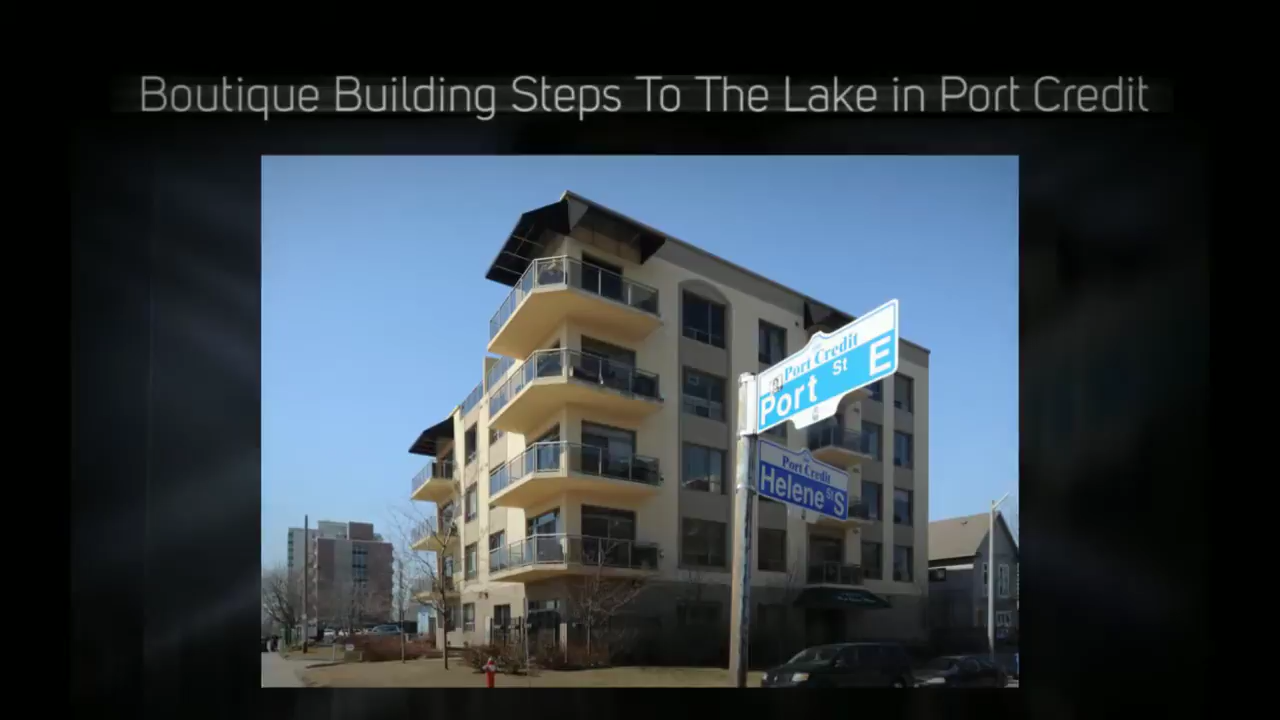 Boutique Building Steps To The Lake in Port Credit
Port Credit
Port St E
Port Credit
Helene St S